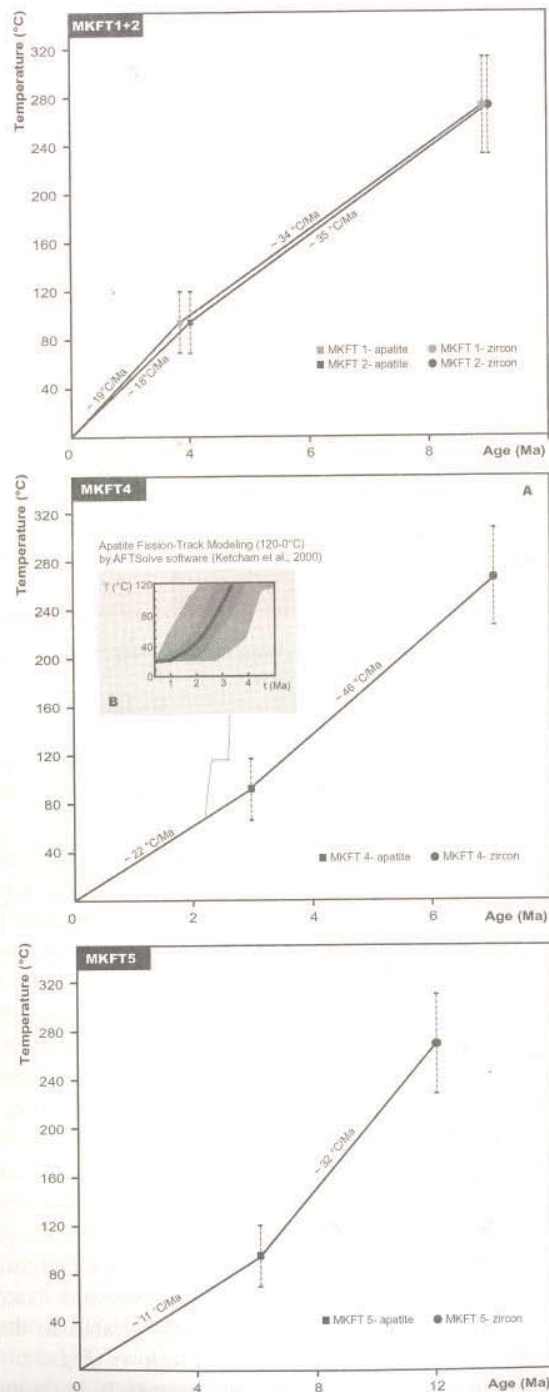 MKFT1+2
Temperature (°C)
320
280
240
200
160
120
80
40
~ 34 °C/Ma
~ 35 °C/Ma
~ 19°C/Ma
~ 18°C/Ma
MKFT 1- apatite MKFT 1- zircon
MKFT 2- apatite MKFT 2- zircon
0 2 4 6 8 Age (Ma)
MKFT4
A
Temperature (°C)
320
280
240
200
160
120
80
40
Apatite Fission-Track Modeling (120-0°C)
by AFTSolve software (Ketcham et al., 2000)
T (°C)
120
80
40
0
1 2 3 4
t (Ma)
B
~ 46 °C/Ma
~ 22 °C/Ma
MKFT 4- apatite MKFT 4- zircon
0 2 4 6 Age (Ma)
MKFT5
Temperature (°C)
320
280
240
200
160
120
80
40
~ 32 °C/Ma
~ 11 °C/Ma
MKFT 5- apatite MKFT 5- zircon
0 4 8 12 Age (Ma)